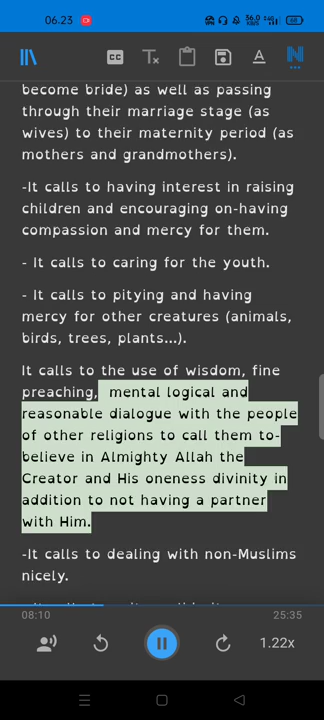 06.23
36.0
KB/S
68
CC
T×
A
N
become bride) as well as passing
through their marriage stage (as
wives) to their maternity period (as
mothers and grandmothers).
-It calls to having interest in raising
children and encouraging on-having
compassion and mercy for them.
- It calls to caring for the youth.
- It calls to pitying and having
mercy for other creatures (animals,
birds, trees, plants...).
It calls to the use of wisdom, fine
preaching, mental logical and
reasonable dialogue with the people
of other religions to call them to-
believe in Almighty Allah the
Creator and His oneness divinity in
addition to not having a partner
with Him.
-It calls to dealing with non-Muslims
nicely.
08:10
25:35
1.22x